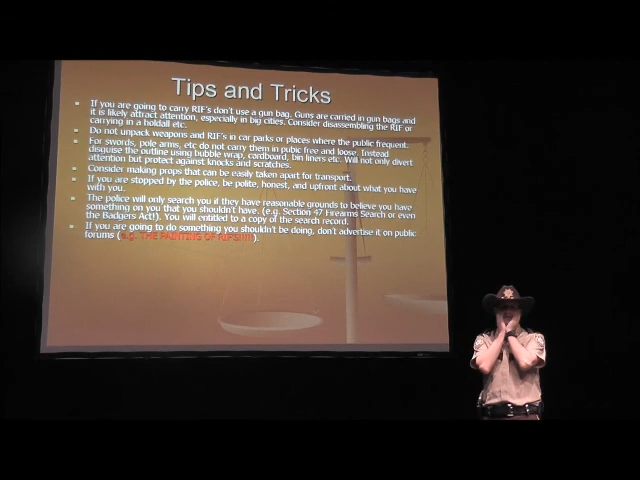 Tips and Tricks
If you are going to carry RIF's don't use a gun bag. Guns are carried in gun bags and
it is likely attract attention, especially in big cities. Consider disassembling the RIF or
carrying in a holdall etc.
Do not unpack weapons and RIF's in car parks or places where the public frequent.
For swords, pole arms, etc do not carry them in pubic free and loose. Instead
disguise the outline using bubble wrap, cardboard, bin liners etc. Will not only divert
attention but protect against knocks and scratches.
Consider making props that can be easily taken apart for transport.
If you are stopped by the police, be polite, honest, and upfront about what you have
with you.
The police will only search you if they have reasonable grounds to believe you have
something on you that you shouldn't have. (e.g. Section 47 Firearms Search or even
the Badgers Act!). You will entitled to a copy of the search record.
If you are going to do something you shouldn't be doing, don't advertise it on public
forums (e.g. THE PAINTING OF RIF'S!!!!!).